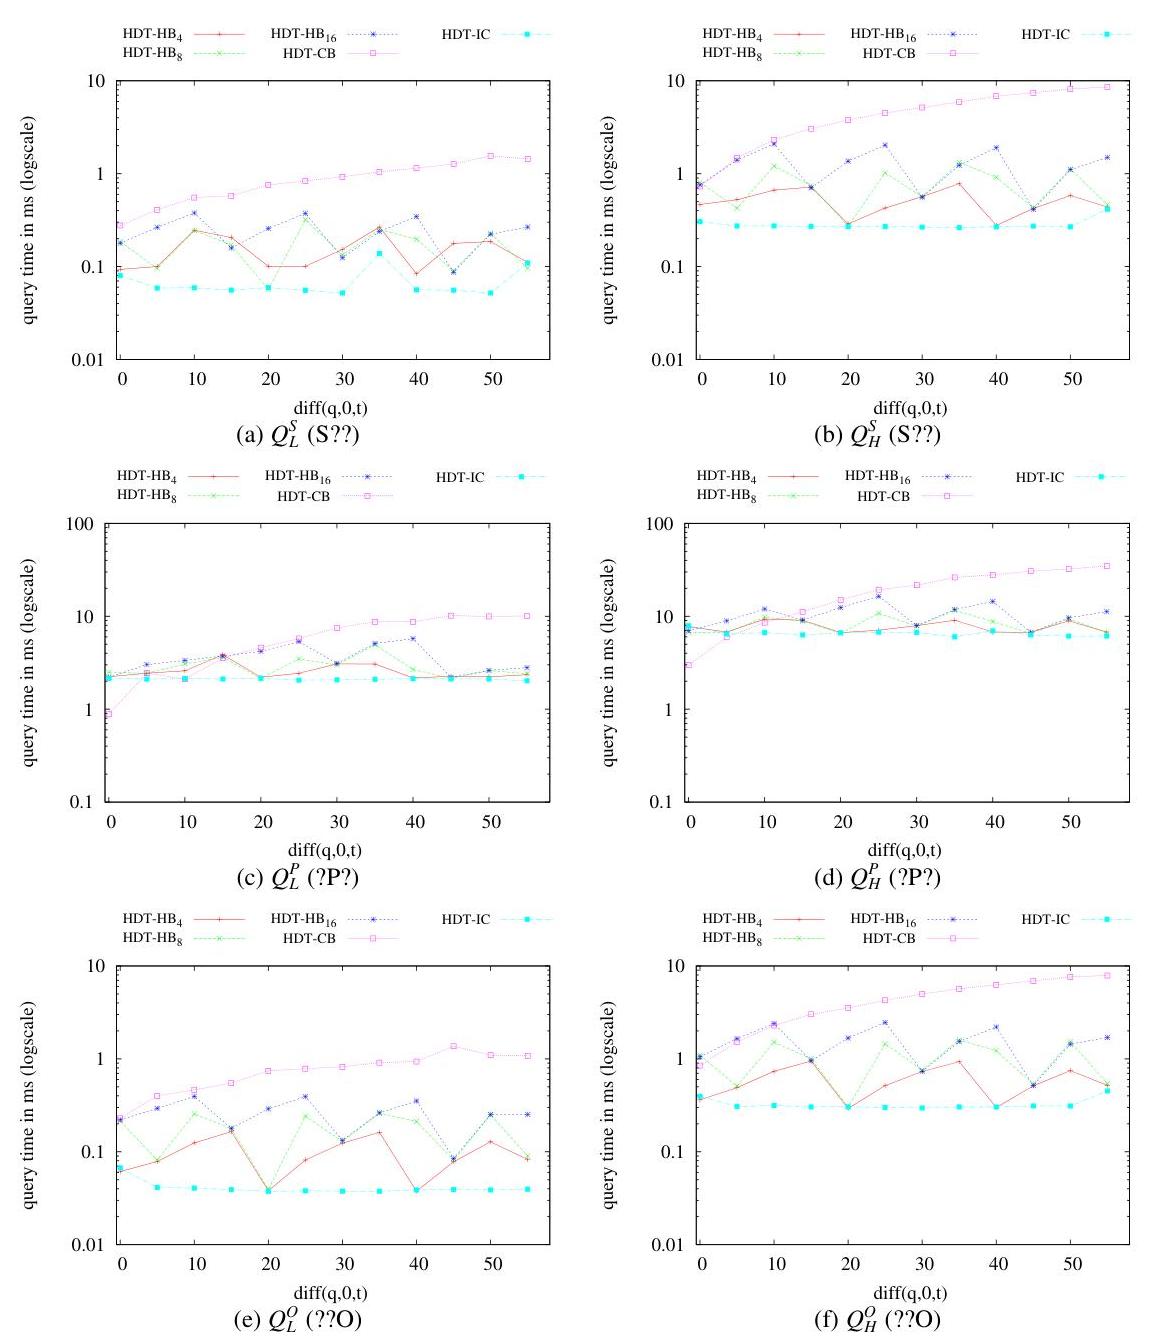 HDT-HB4 HDT-HB16 HDT-IC
HDT-HB8 HDT-CB
10
1
0.1
0.01
query time in ms (logscale)
0 10 20 30 40 50
diff(q,0,t)
(a) Q_L^S (S??)
HDT-HB4 HDT-HB16 HDT-IC
HDT-HB8 HDT-CB
10
1
0.1
0.01
query time in ms (logscale)
0 10 20 30 40 50
diff(q,0,t)
(b) Q_H^S (S??)
HDT-HB4 HDT-HB16 HDT-IC
HDT-HB8 HDT-CB
100
10
1
0.1
query time in ms (logscale)
0 10 20 30 40 50
diff(q,0,t)
(c) Q_L^P (?P?)
HDT-HB4 HDT-HB16 HDT-IC
HDT-HB8 HDT-CB
100
10
1
0.1
query time in ms (logscale)
0 10 20 30 40 50
diff(q,0,t)
(d) Q_H^P (?P?)
HDT-HB4 HDT-HB16 HDT-IC
HDT-HB8 HDT-CB
10
1
0.1
0.01
query time in ms (logscale)
0 10 20 30 40 50
diff(q,0,t)
(e) Q_L^O (??O)
HDT-HB4 HDT-HB16 HDT-IC
HDT-HB8 HDT-CB
10
1
0.1
0.01
query time in ms (logscale)
0 10 20 30 40 50
diff(q,0,t)
(f) Q_H^O (??O)